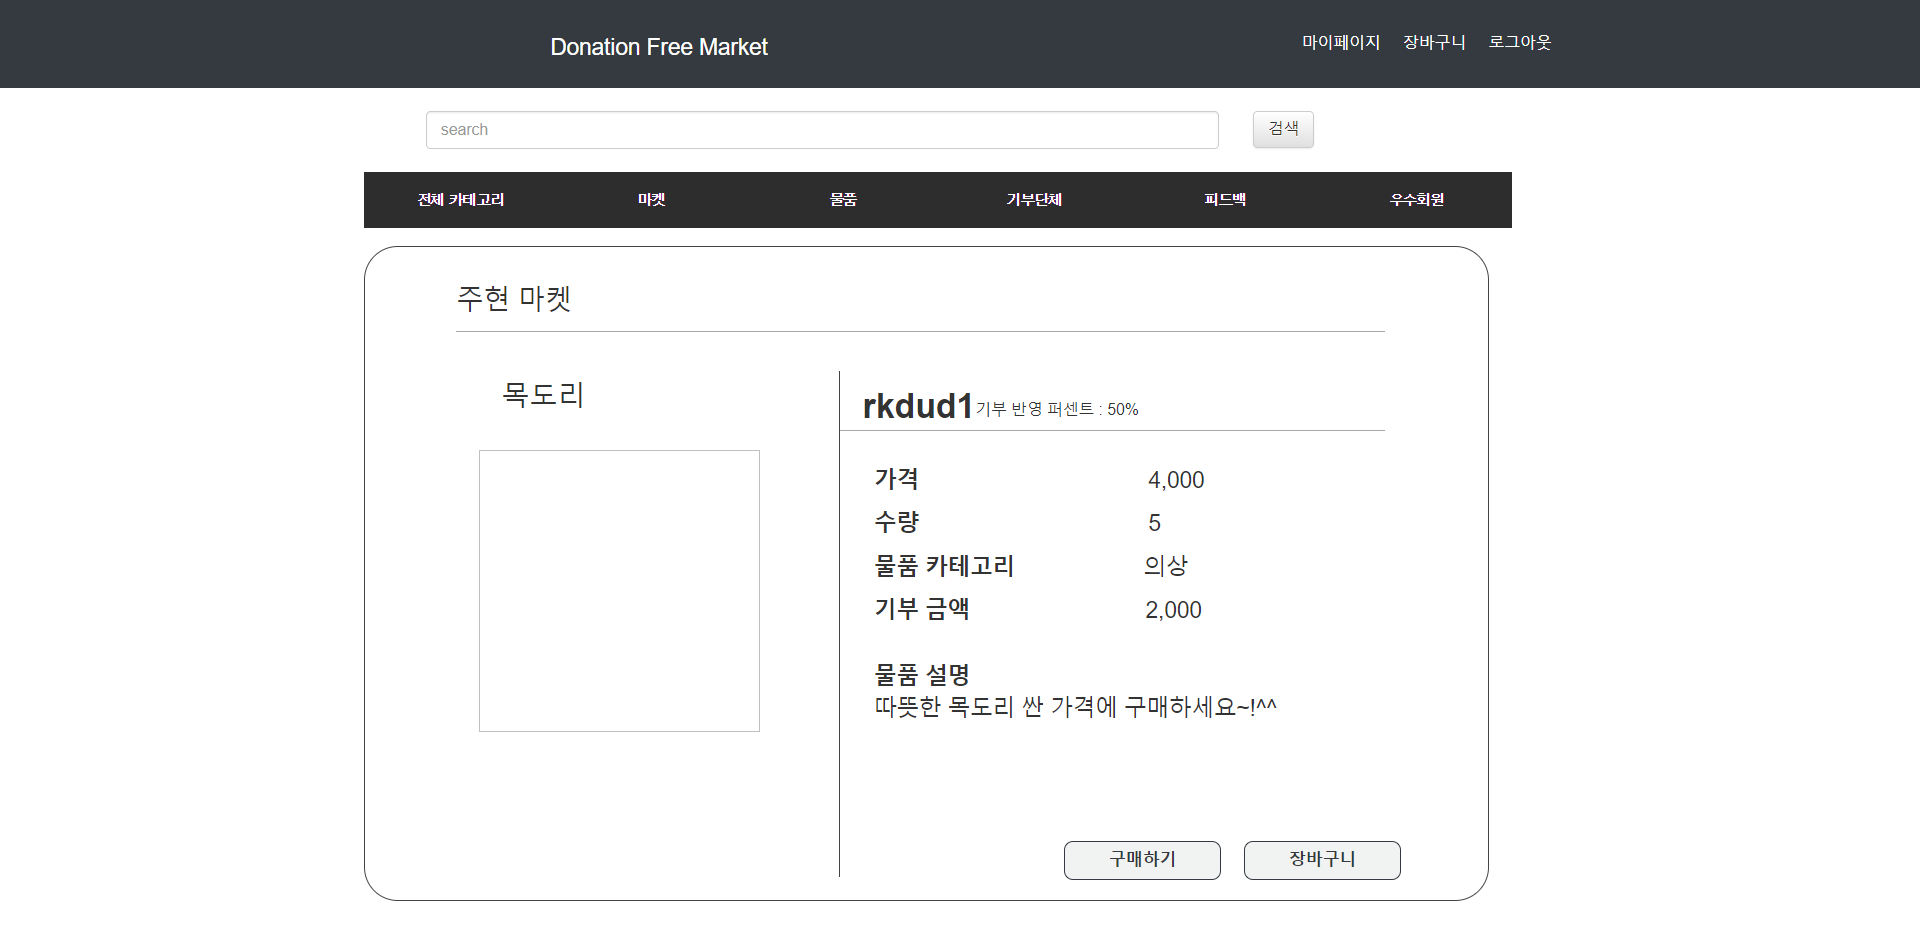 Donation Free Market
마이페이지 장바구니 로그아웃
search 검색
전체 카테고리 마켓 물품 기부단체 피드백 우수회원
주현 마켓
목도리
rkdud1 기부 반영 퍼센트 : 50%
가격 4,000
수량 5
물품 카테고리 의상
기부 금액 2,000
물품 설명
따뜻한 목도리 싼 가격에 구매하세요~!^^
구매하기 장바구니